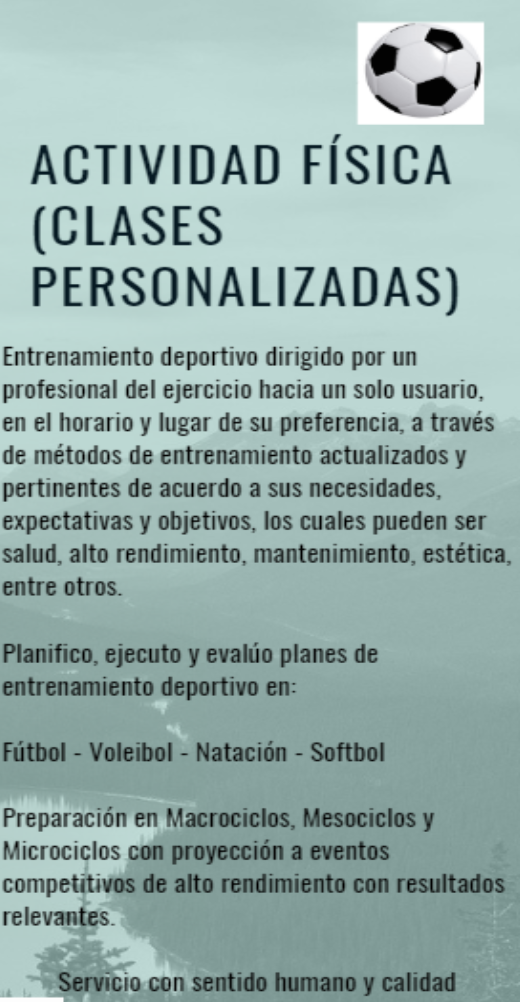 ACTIVIDAD FÍSICA
(CLASES
PERSONALIZADAS)
Entrenamiento deportivo dirigido por un
profesional del ejercicio hacia un solo usuario,
en el horario y lugar de su preferencia, a través
de métodos de entrenamiento actualizados y
pertinentes de acuerdo a sus necesidades,
expectativas y objetivos, los cuales pueden ser
salud, alto rendimiento, mantenimiento, estética,
entre otros.
Planifico, ejecuto y evalúo planes de
entrenamiento deportivo en:
Fútbol - Voleibol - Natación - Softbol
Preparación en Macrociclos, Mesociclos y
Microciclos con proyección a eventos
competitivos de alto rendimiento con resultados
relevantes.
Servicio con sentido humano y calidad